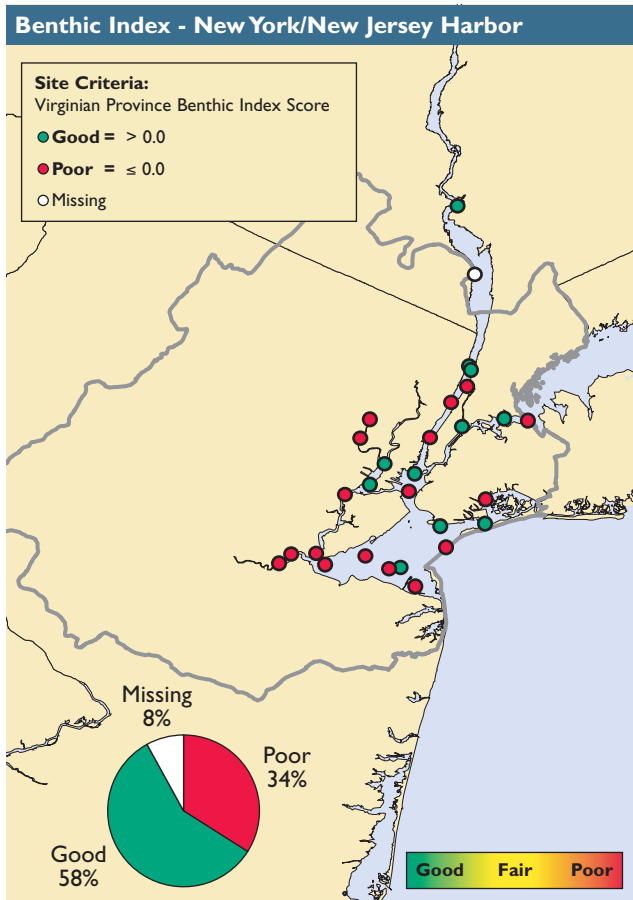 Benthic Index - New York/New Jersey Harbor
Site Criteria:
Virginian Province Benthic Index Score
Good = > 0.0
Poor = ≤ 0.0
Missing
Missing
8%
Poor
34%
Good
58%
Good Fair Poor